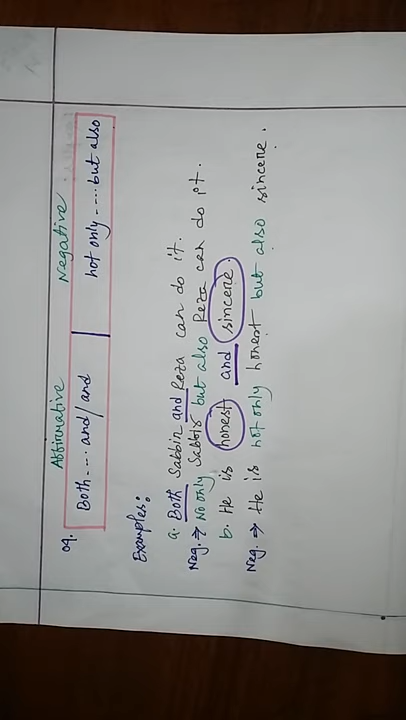 Affirmative Negative
04. Both --- and/and not only .... but also
Examples:
a. Both Sabbir and Reza can do it.
Neg. ⇒ No only Sabbir but also Reza can do it.
b. He is honest and sincere.
Neg. ⇒ He is not only honest but also sincere.